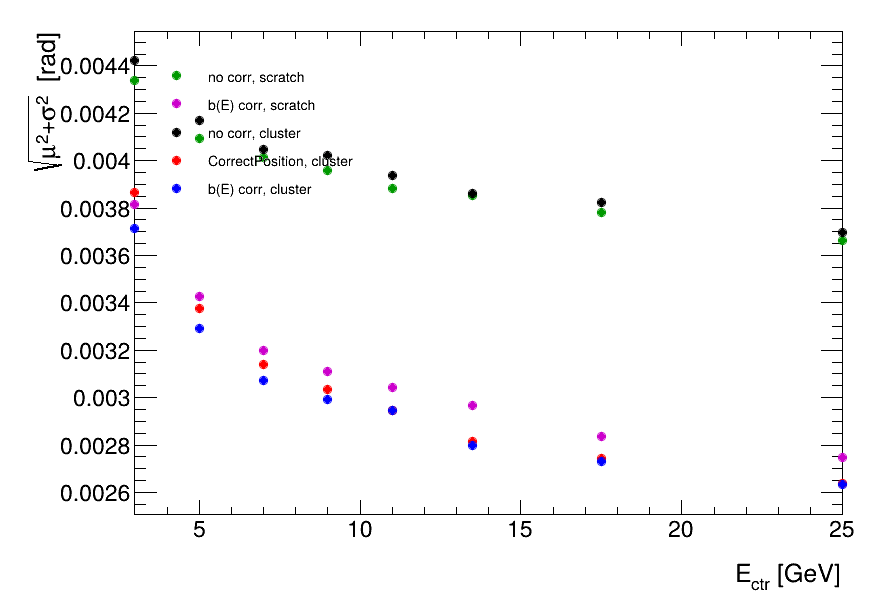 √μ²+σ² [rad]
0.0044
0.0042
0.004
0.0038
0.0036
0.0034
0.0032
0.003
0.0028
0.0026
no corr, scratch
b(E) corr, scratch
no corr, cluster
CorrectPosition, cluster
b(E) corr, cluster
5 10 15 20 25
E_ctr [GeV]